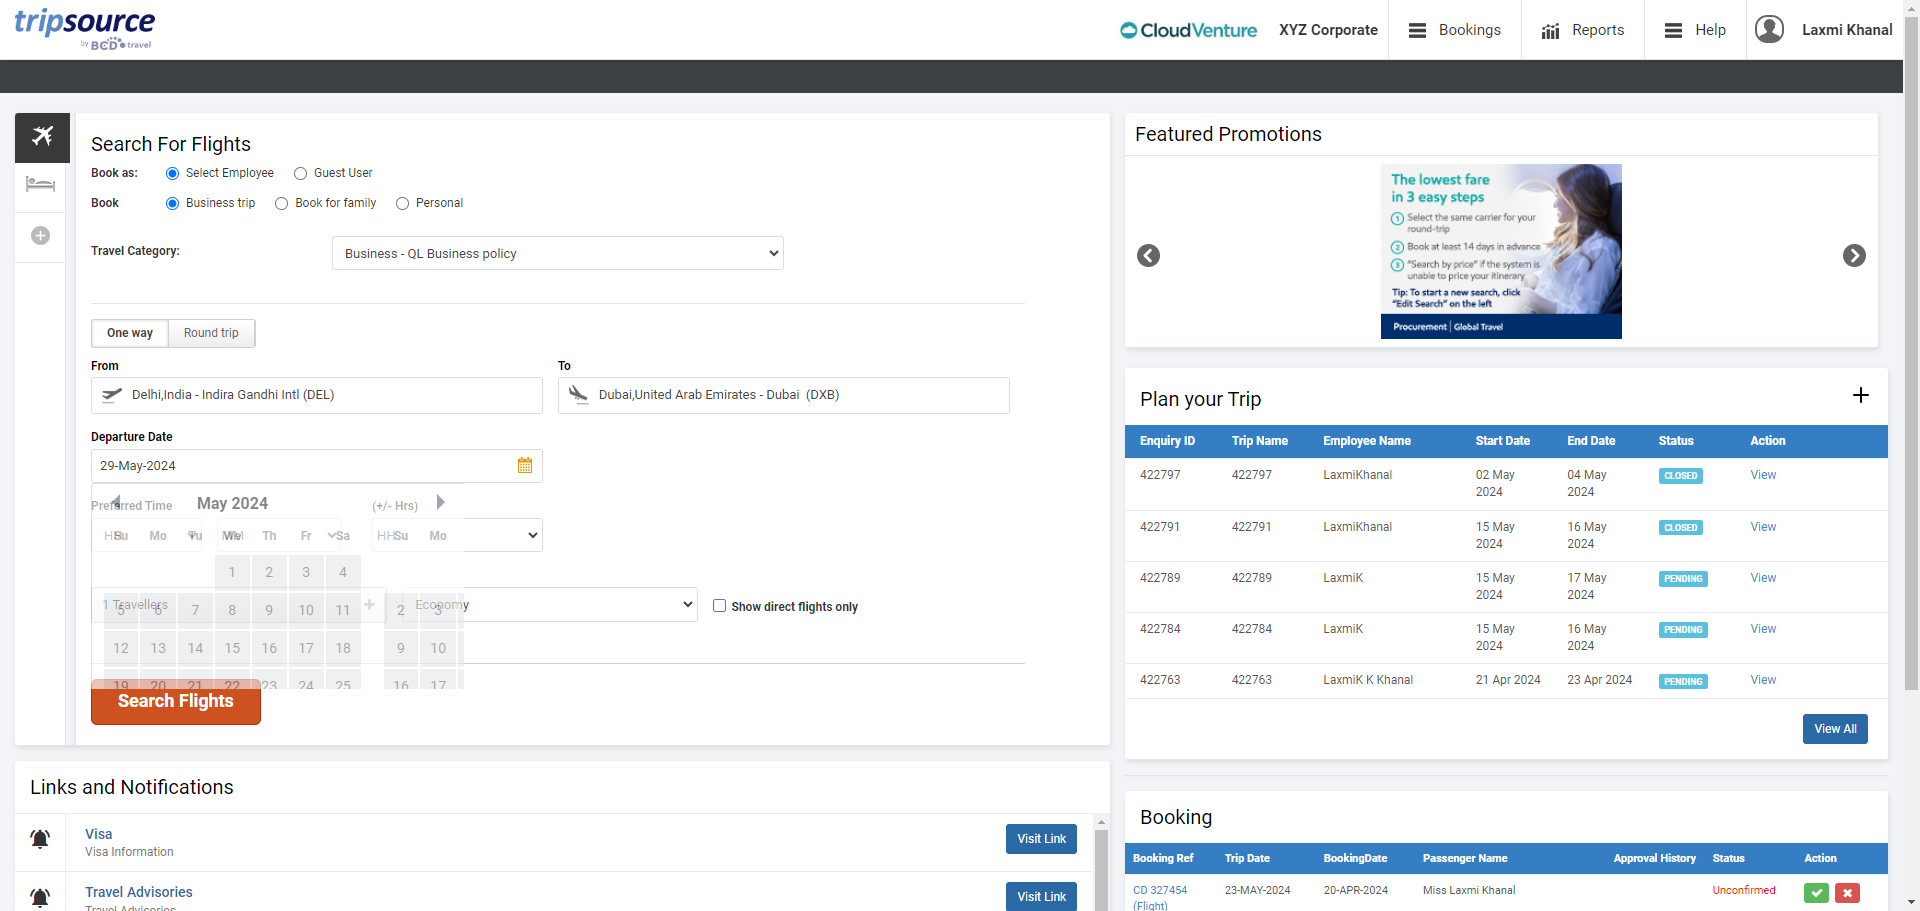 tripsource
by BCD travel
CloudVenture
XYZ Corporate
Bookings
Reports
Help
Laxmi Khanal
Search For Flights
Book as:
Select Employee
Guest User
Book
Business trip
Book for family
Personal
Travel Category:
Business - QL Business policy
One way
Round trip
From
To
Delhi,India - Indira Gandhi Intl (DEL)
Dubai,United Arab Emirates - Dubai (DXB)
Departure Date
29-May-2024
Preferred Time
May 2024
(+/- Hrs)
HH
Su Mo Tu We Th Fr Sa
HH
Su Mo
1 2 3 4
1 Travellers
Economy
5 6 7 8 9 10 11
2 3
Show direct flights only
12 13 14 15 16 17 18
9 10
19 20 21 22 23 24 25
16 17
Search Flights
Links and Notifications
Visa
Visa Information
Visit Link
Travel Advisories
Travel Advisories
Visit Link
Featured Promotions
The lowest fare
in 3 easy steps
1 Select the same carrier for your
round-trip
2 Book at least 14 days in advance
3 "Search by price" if the system is
unable to price your itinerary
Tip: To start a new search, click
"Edit Search" on the left
Procurement | Global Travel
Plan your Trip
Enquiry ID Trip Name Employee Name Start Date End Date Status Action
422797 422797 LaxmiKhanal 02 May 04 May CLOSED View
2024 2024
422791 422791 LaxmiKhanal 15 May 16 May CLOSED View
2024 2024
422789 422789 LaxmiK 15 May 17 May PENDING View
2024 2024
422784 422784 LaxmiK 15 May 16 May PENDING View
2024 2024
422763 422763 LaxmiK K Khanal 21 Apr 2024 23 Apr 2024 PENDING View
View All
Booking
Booking Ref Trip Date BookingDate Passenger Name Approval History Status Action
CD 327454 23-MAY-2024 20-APR-2024 Miss Laxmi Khanal Unconfirmed
(Flight)